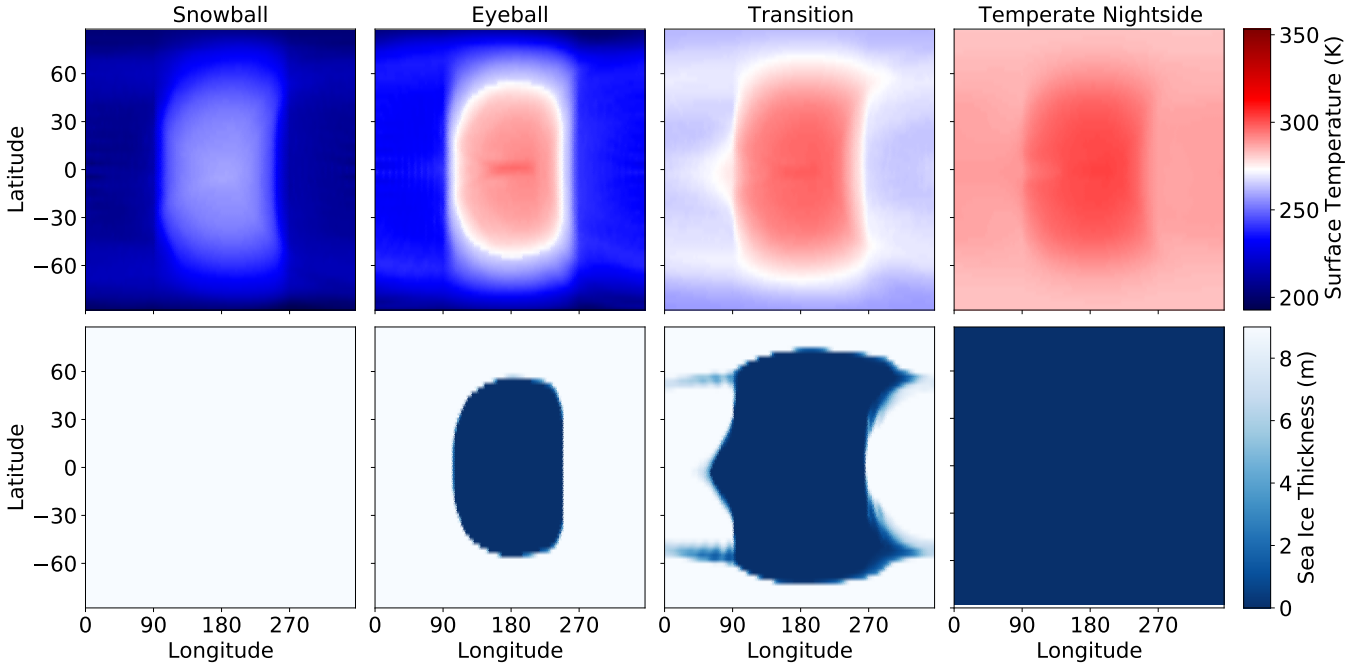 Snowball
Eyeball
Transition
Temperate Nightside
Latitude
60
30
0
−30
−60
350
300
250
200
Surface Temperature (K)
Latitude
60
30
0
−30
−60
0 90 180 270
Longitude
0 90 180 270
Longitude
0 90 180 270
Longitude
0 90 180 270
Longitude
8
6
4
2
0
Sea Ice Thickness (m)